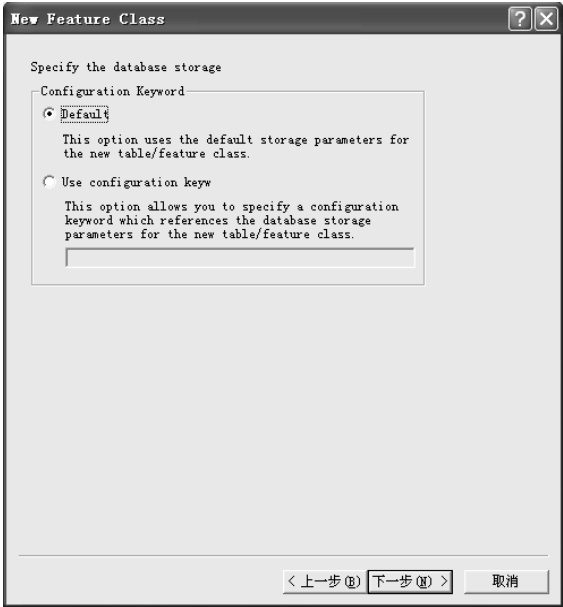 New Feature Class
Specify the database storage
Configuration Keyword
Default
This option uses the default storage parameters for
the new table/feature class.
Use configuration keyw
This option allows you to specify a configuration
keyword which references the database storage
parameters for the new table/feature class.
< 上一步(B) 下一步(N) > 取消